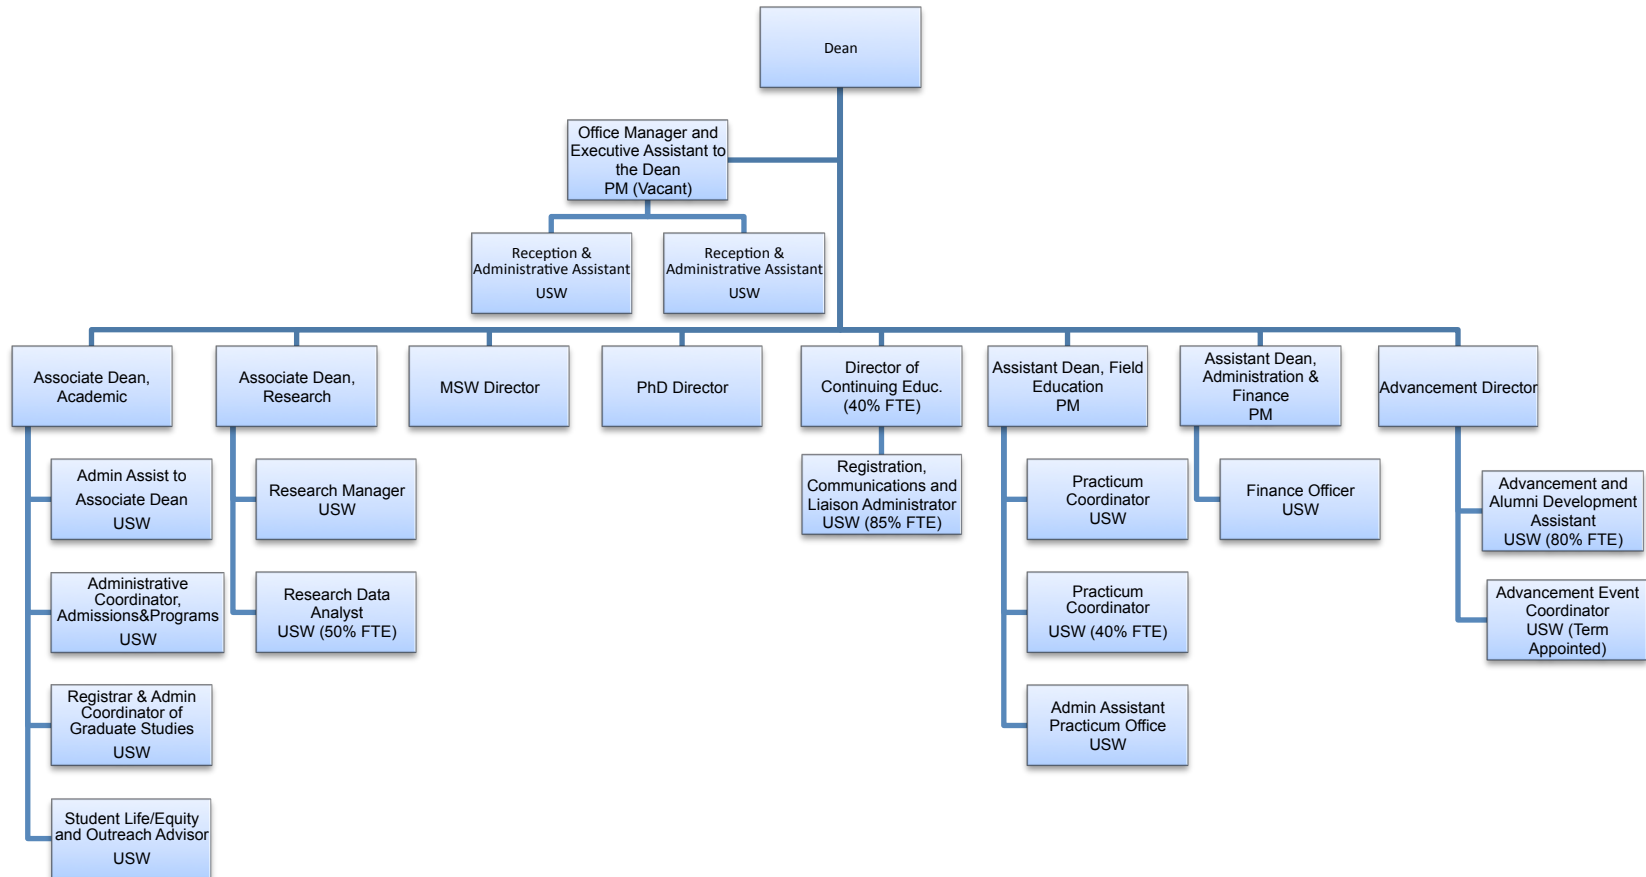 Dean
Office Manager and
Executive Assistant to
the Dean
PM (Vacant)
Reception &
Administrative Assistant
USW
Reception &
Administrative Assistant
USW
Associate Dean,
Academic
Associate Dean,
Research
MSW Director
PhD Director
Director of
Continuing Educ.
(40% FTE)
Assistant Dean, Field
Education
PM
Assistant Dean,
Administration &
Finance
PM
Advancement Director
Admin Assist to
Associate Dean
USW
Administrative
Coordinator,
Admissions&Programs
USW
Registrar & Admin
Coordinator of
Graduate Studies
USW
Student Life/Equity
and Outreach Advisor
USW
Research Manager
USW
Research Data
Analyst
USW (50% FTE)
Registration,
Communications and
Liaison Administrator
USW (85% FTE)
Practicum
Coordinator
USW
Practicum
Coordinator
USW (40% FTE)
Admin Assistant
Practicum Office
USW
Finance Officer
USW
Advancement and
Alumni Development
Assistant
USW (80% FTE)
Advancement Event
Coordinator
USW (Term
Appointed)